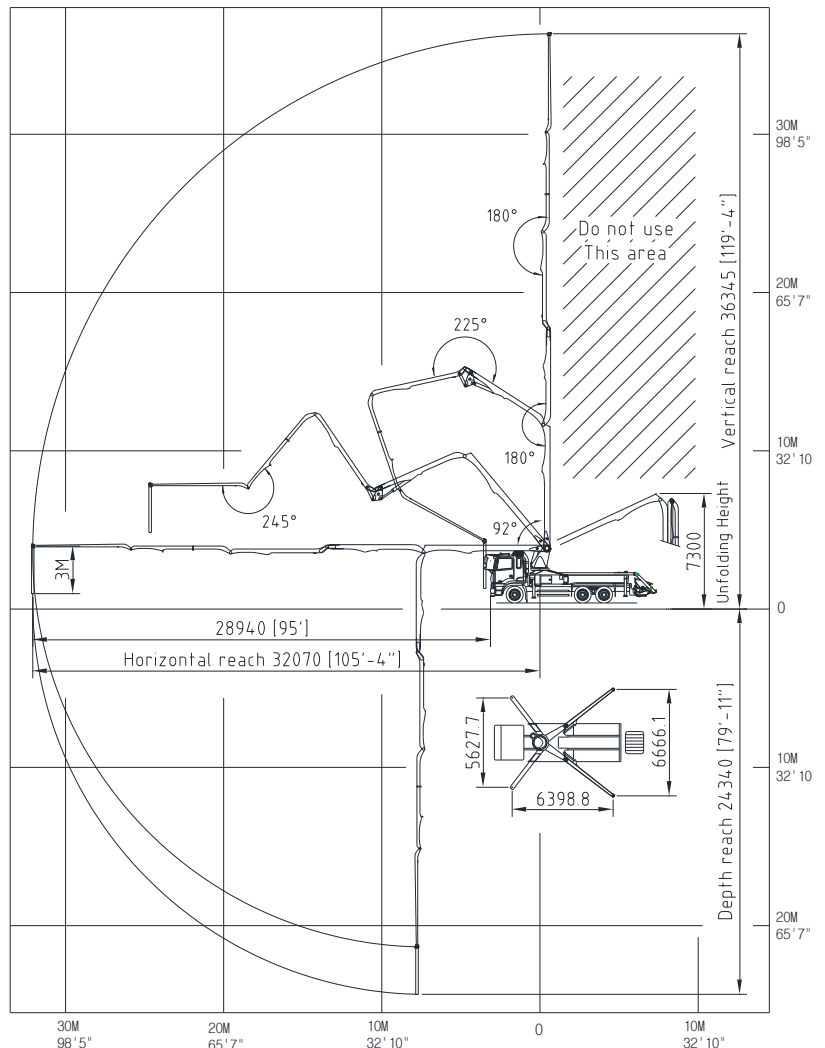 30M
98'5"
180°
Do not use
This area
Vertical reach 36345 [119'-4"]
20M
65'7"
225°
10M
32'10
180°
245°
92°
7300
Unfolding Height
3M
0
28940 [95']
Horizontal reach 32070 [105'-4"]
5627.7
6666.1
6398.8
Depth reach 24340 [79'-11"]
10M
32'10
20M
65'7"
30M
98'5"
20M
65'7"
10M
32'10"
0
10M
32'10"